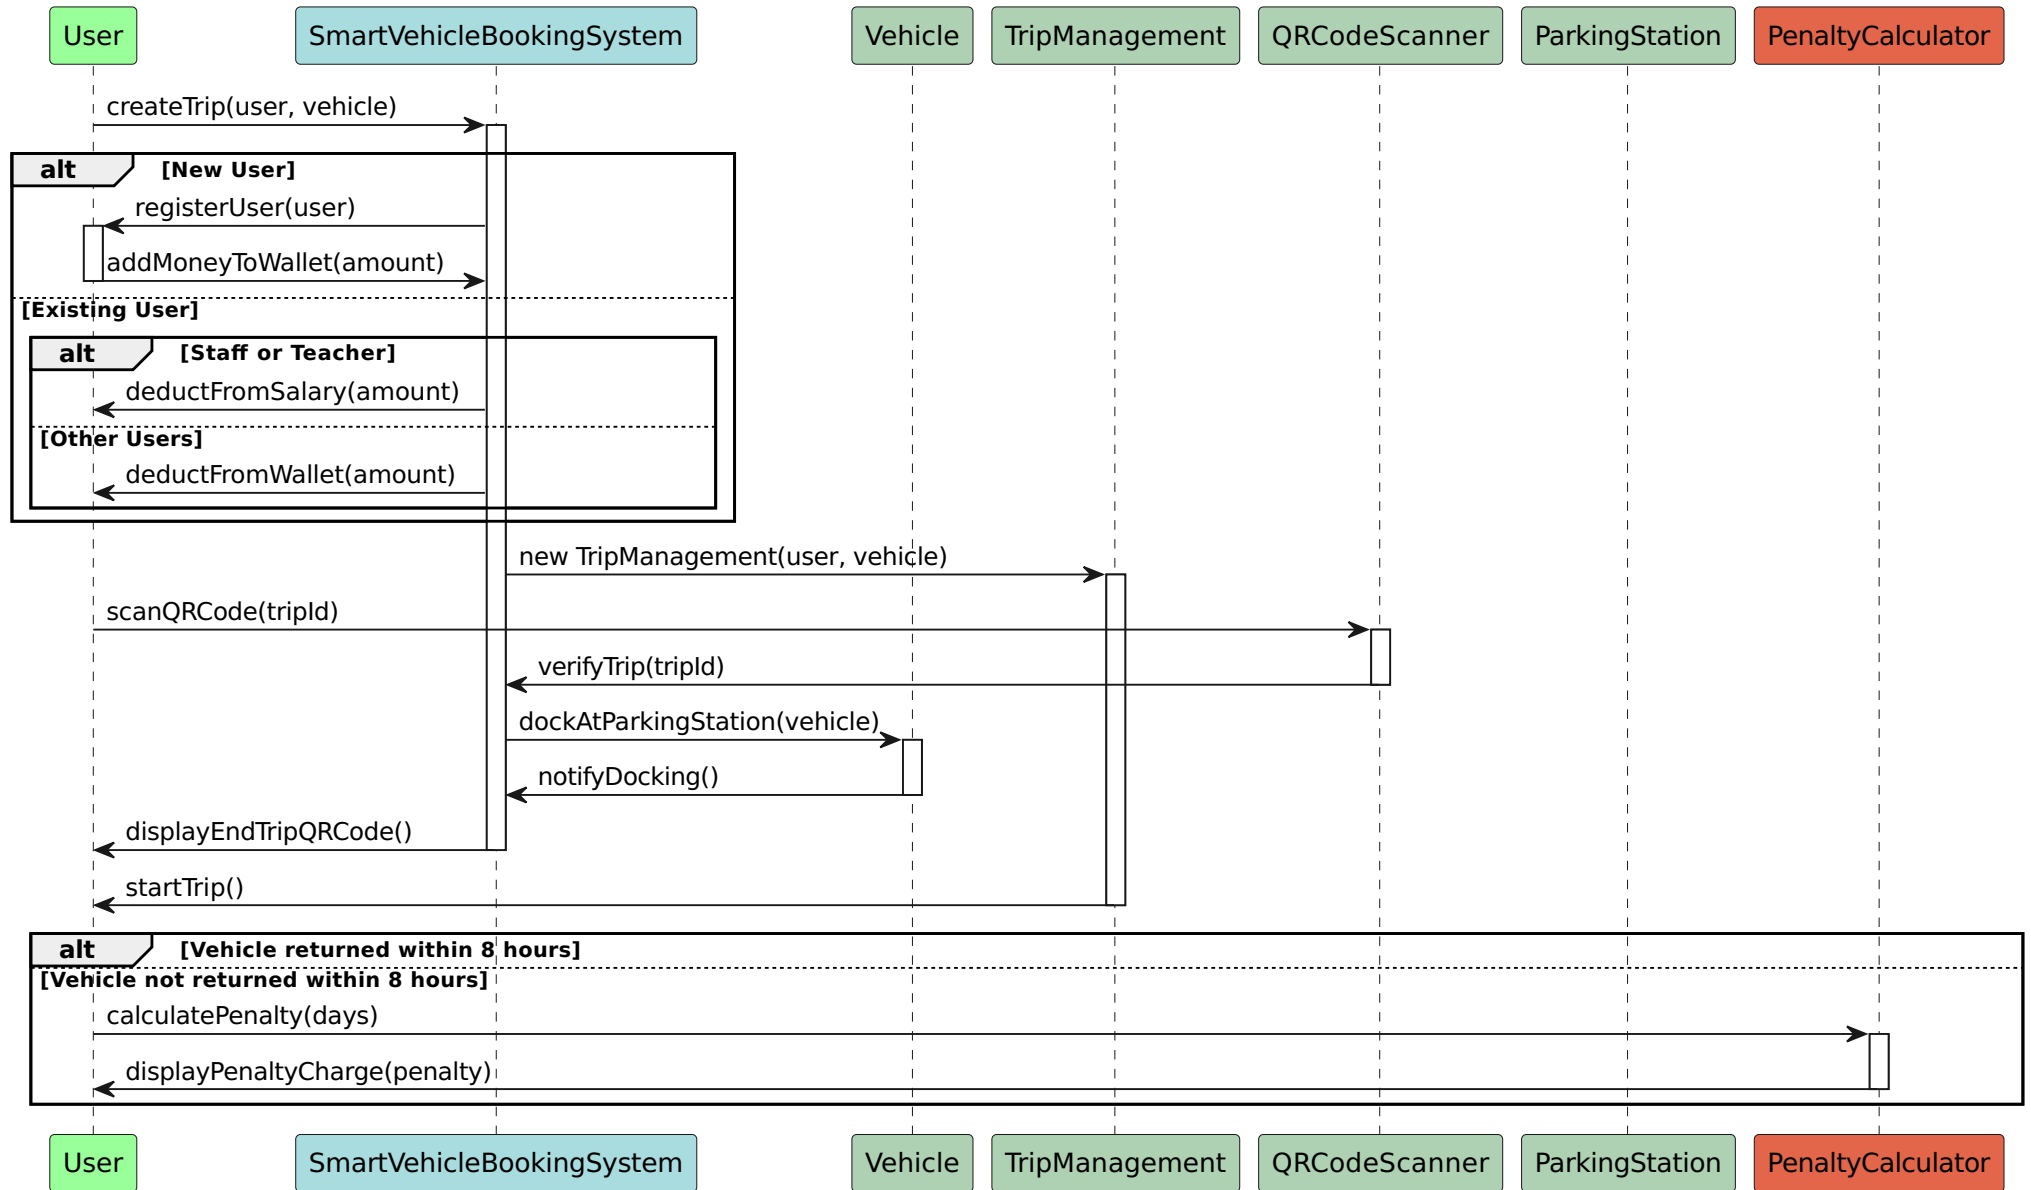 User SmartVehicleBookingSystem Vehicle TripManagement QRCodeScanner ParkingStation PenaltyCalculator
createTrip(user, vehicle)
alt [New User]
registerUser(user)
addMoneyToWallet(amount)
[Existing User]
alt [Staff or Teacher]
deductFromSalary(amount)
[Other Users]
deductFromWallet(amount)
new TripManagement(user, vehicle)
scanQRCode(tripId)
verifyTrip(tripId)
dockAtParkingStation(vehicle)
notifyDocking()
displayEndTripQRCode()
startTrip()
alt [Vehicle returned within 8 hours]
[Vehicle not returned within 8 hours]
calculatePenalty(days)
displayPenaltyCharge(penalty)
User SmartVehicleBookingSystem Vehicle TripManagement QRCodeScanner ParkingStation PenaltyCalculator